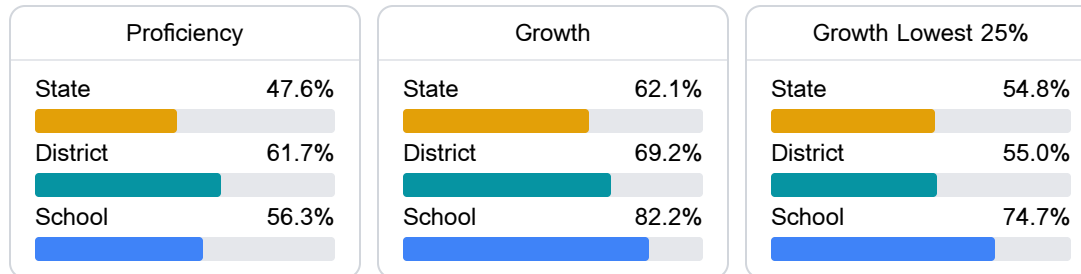 Proficiency
State 47.6%
District 61.7%
School 56.3%
Growth
State 62.1%
District 69.2%
School 82.2%
Growth Lowest 25%
State 54.8%
District 55.0%
School 74.7%